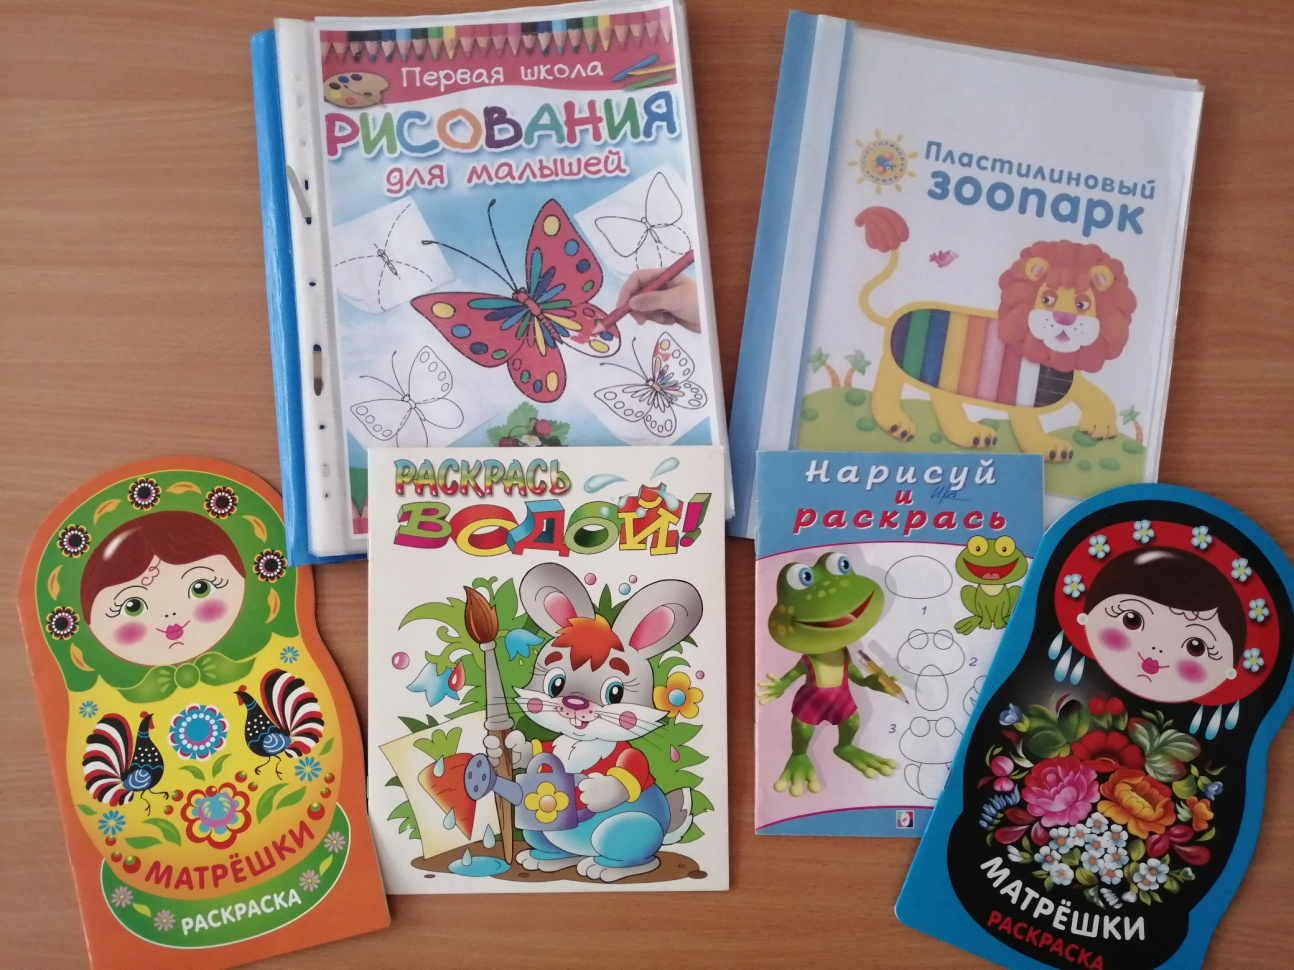 Первая школа
РИСОВАНИЯ
для малышей
Пластилиновый
зоопарк
РАСКРАСЬ
ВОДОЙ!
Нарисуй
и
раскрась
1
2
3
МАТРЁШКИ
РАСКРАСКА
МАТРЁШКИ
РАСКРАСКА